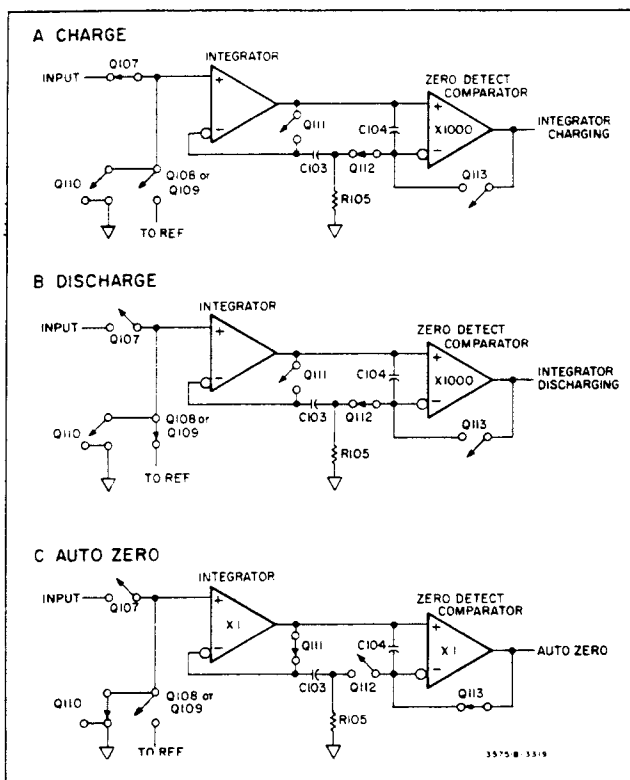 A CHARGE
INTEGRATOR
Q107
INPUT
+
−
ZERO DETECT
COMPARATOR
+
X1000
−
INTEGRATOR
CHARGING
Q111
C104
C103
Q112
Q113
Q110
Q108 or
Q109
R105
TO REF
B DISCHARGE
INTEGRATOR
INPUT
Q107
+
−
ZERO DETECT
COMPARATOR
+
X1000
−
INTEGRATOR
DISCHARGING
Q111
C104
C103
Q112
Q113
Q110
Q108 or
Q109
R105
TO REF
C AUTO ZERO
INTEGRATOR
INPUT
Q107
+
X1
−
ZERO DETECT
COMPARATOR
+
X1
−
AUTO ZERO
Q111
C104
C103
Q112
Q113
Q110
Q108 or
Q109
R105
TO REF
3575-B-3319